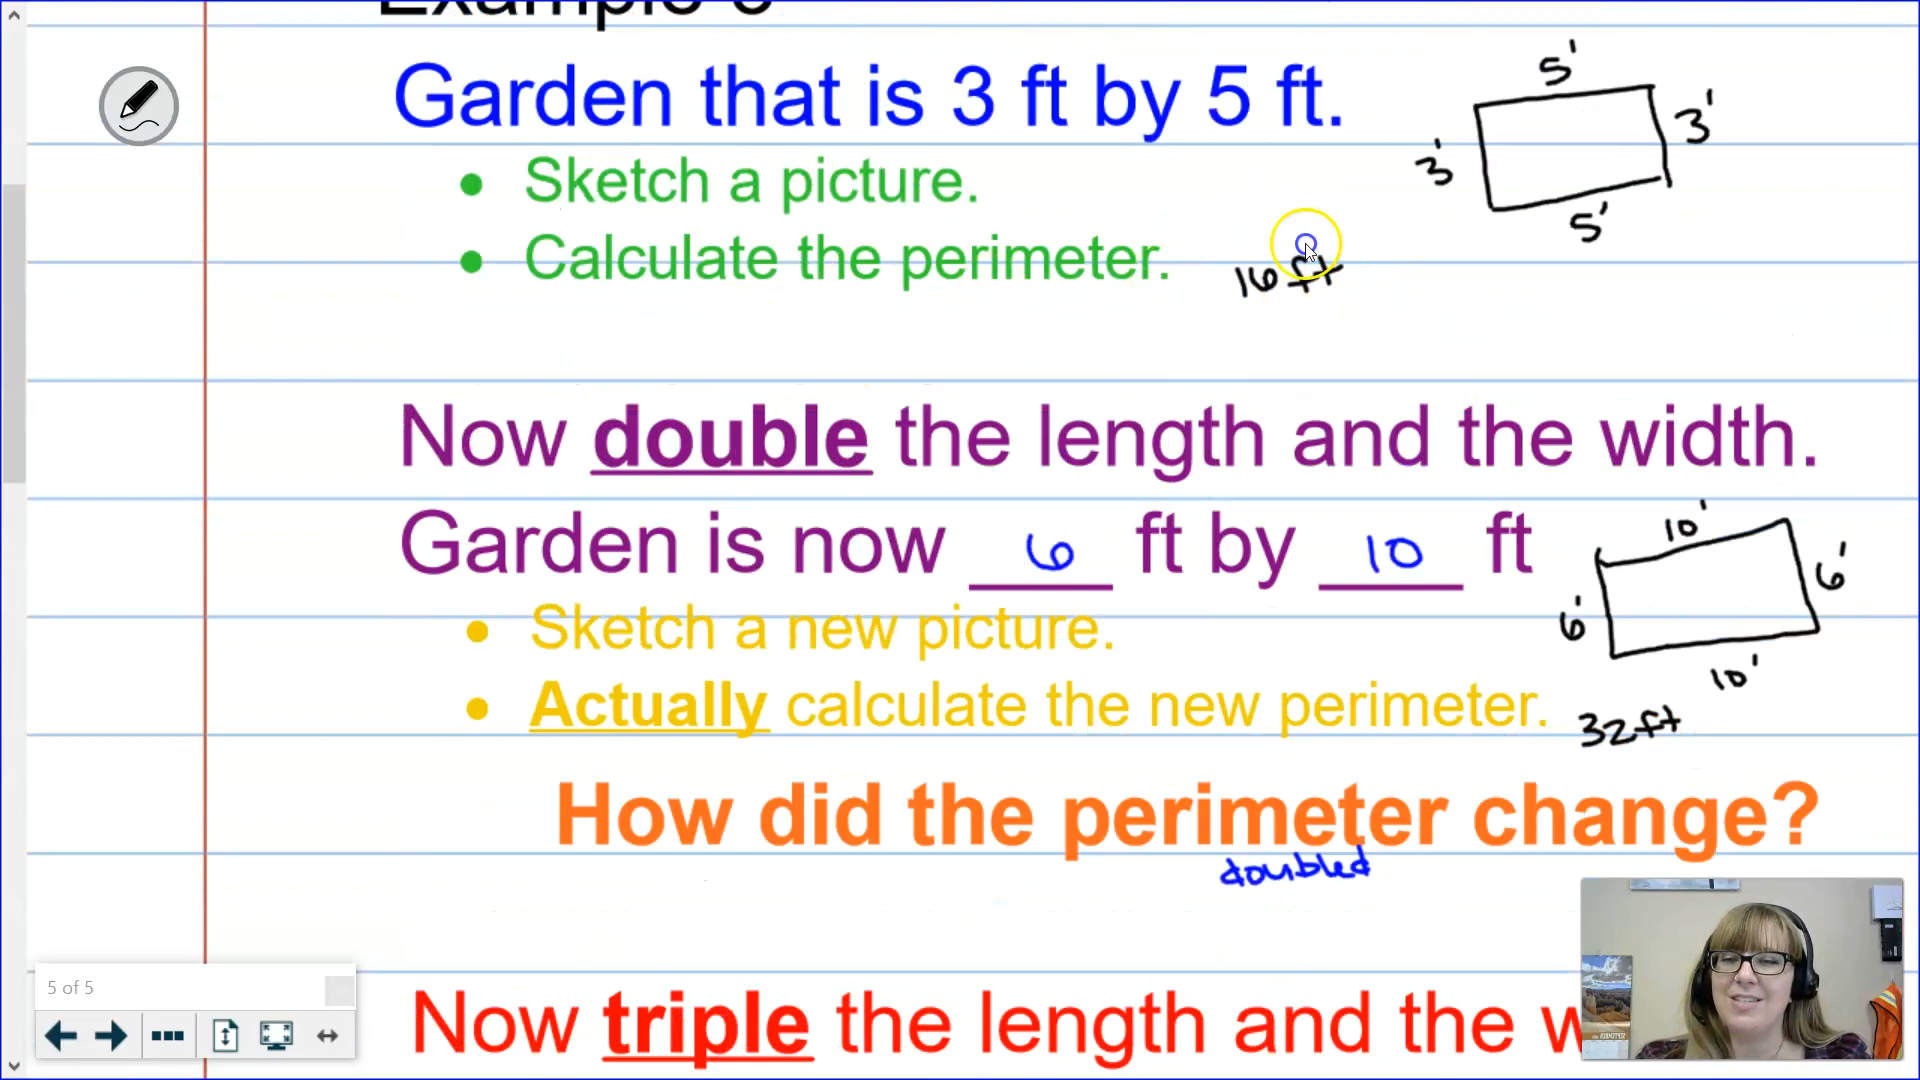 Example
Garden that is 3 ft by 5 ft.
5'
3'
3'
5'
• Sketch a picture.
• Calculate the perimeter.
16 ft
Now double the length and the width.
Garden is now 6 ft by 10 ft
10'
6'
6'
10'
• Sketch a new picture.
• Actually calculate the new perimeter.
32 ft
How did the perimeter change?
doubled
5 of 5
Now triple the length and the w